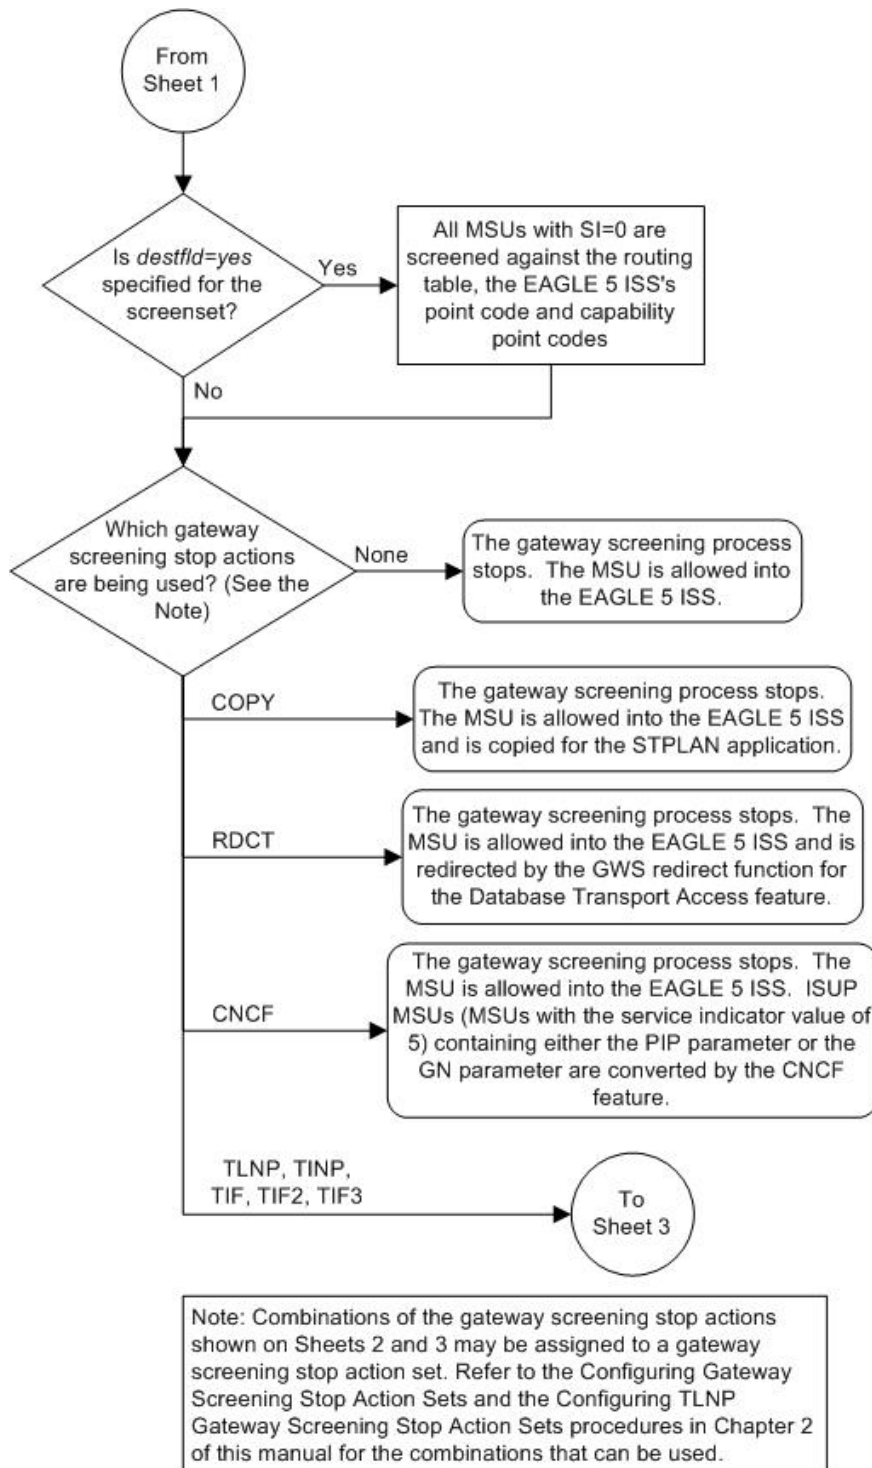 From
Sheet 1
Is destfld=yes
specified for the
screenset?
Yes
All MSUs with SI=0 are
screened against the routing
table, the EAGLE 5 ISS's
point code and capability
point codes
No
Which gateway
screening stop actions
are being used? (See the
Note)
None
The gateway screening process
stops.  The MSU is allowed into
the EAGLE 5 ISS.
COPY
The gateway screening process stops.
The MSU is allowed into the EAGLE 5 ISS
and is copied for the STPLAN application.
RDCT
The gateway screening process stops.  The
MSU is allowed into the EAGLE 5 ISS and is
redirected by the GWS redirect function for
the Database Transport Access feature.
CNCF
The gateway screening process stops.  The
MSU is allowed into the EAGLE 5 ISS.  ISUP
MSUs (MSUs with the service indicator value of
5) containing either the PIP parameter or the
GN parameter are converted by the CNCF
feature.
TLNP, TINP,
TIF, TIF2, TIF3
To
Sheet 3
Note: Combinations of the gateway screening stop actions
shown on Sheets 2 and 3 may be assigned to a gateway
screening stop action set. Refer to the Configuring Gateway
Screening Stop Action Sets and the Configuring TLNP
Gateway Screening Stop Action Sets procedures in Chapter 2
of this manual for the combinations that can be used.